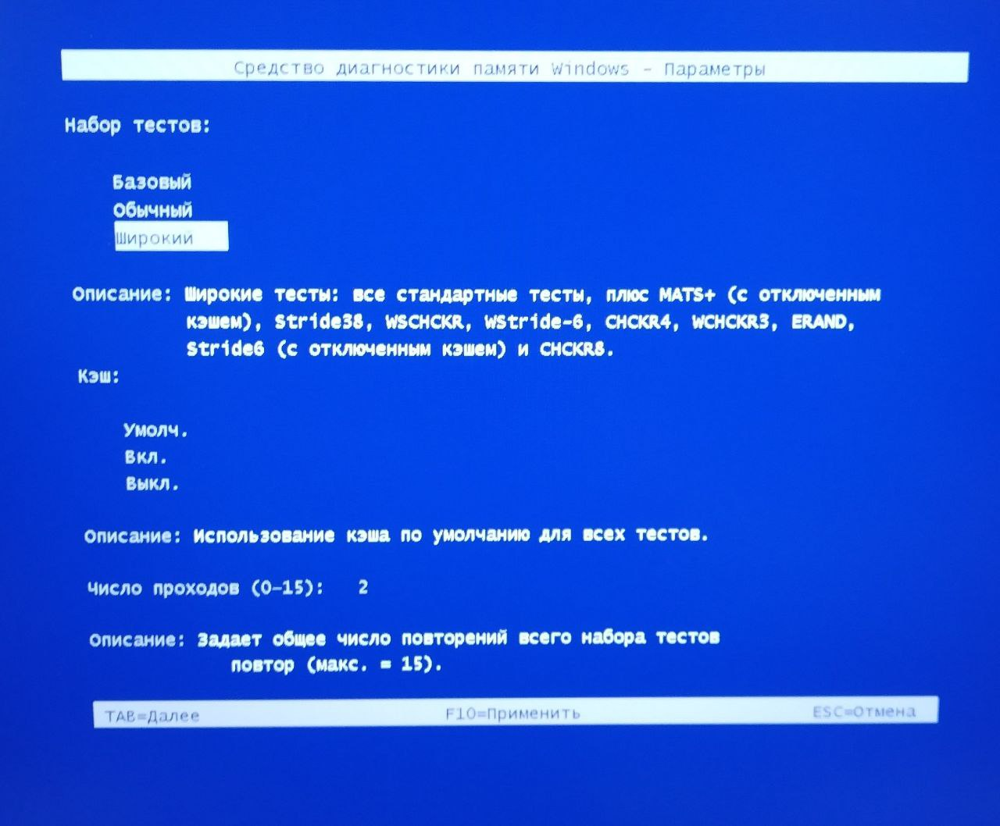 Средство диагностики памяти Windows - Параметры
Набор тестов:
Базовый
Обычный
Широкий
Описание: Широкие тесты: все стандартные тесты, плюс MATS+ (с отключенным
кэшем), Stride38, WSCHCKR, WStride-6, CHCKR4, WCHCKR3, ERAND,
Stride6 (с отключенным кэшем) и CHCKR8.
Кэш:
Умолч.
Вкл.
Выкл.
Описание: Использование кэша по умолчанию для всех тестов.
Число проходов (0-15): 2
Описание: Задает общее число повторений всего набора тестов
повтор (макс. = 15).
TAB=Далее F10=Применить ESC=Отмена